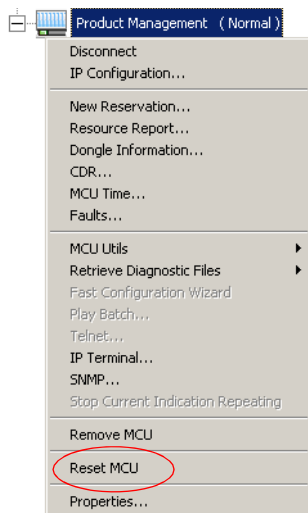 Product Management ( Normal )
Disconnect
IP Configuration...
New Reservation...
Resource Report...
Dongle Information...
CDR...
MCU Time...
Faults...
MCU Utils
Retrieve Diagnostic Files
Fast Configuration Wizard
Play Batch...
Telnet...
IP Terminal...
SNMP...
Stop Current Indication Repeating
Remove MCU
Reset MCU
Properties...